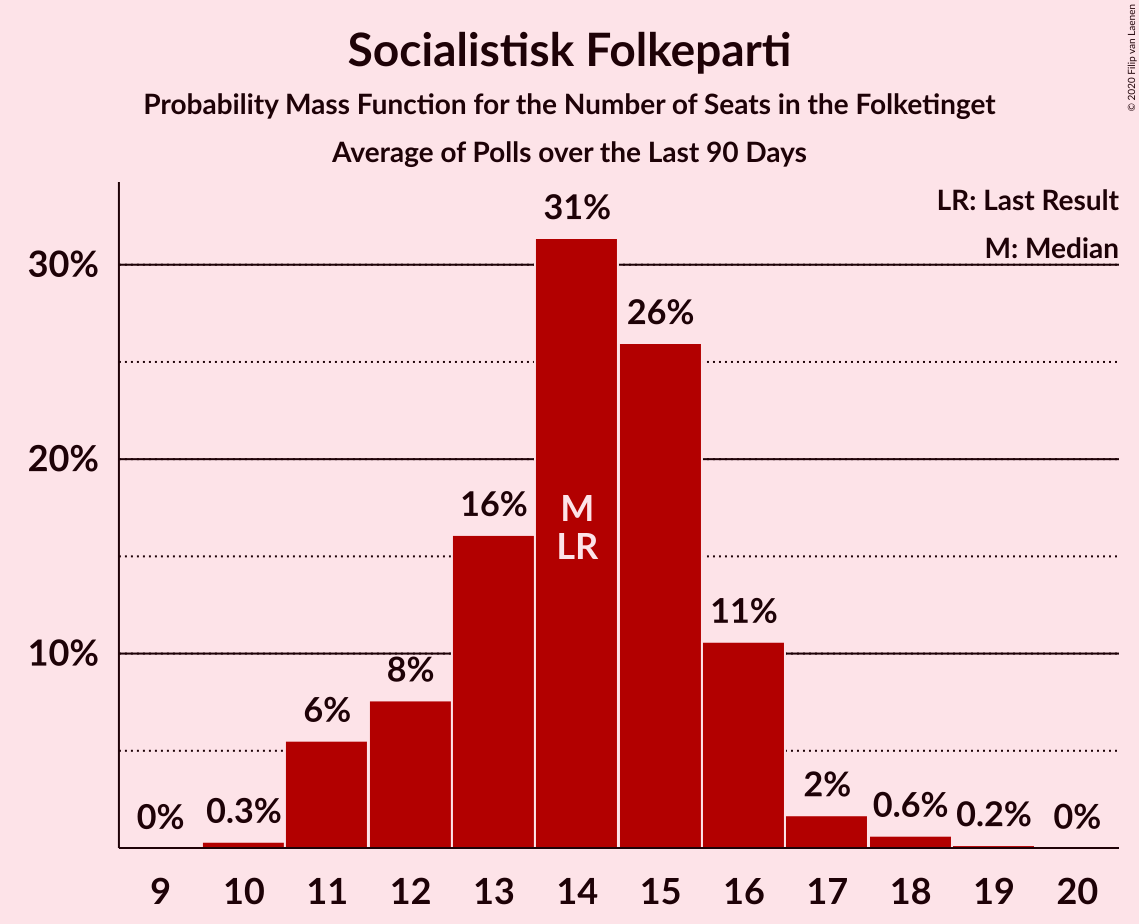 Socialistisk Folkeparti
Probability Mass Function for the Number of Seats in the Folketinget
Average of Polls over the Last 90 Days
© 2020 Filip van Laenen
LR: Last Result
M: Median
30%
20%
10%
0%
0.3%
6%
8%
16%
31%
26%
11%
2%
0.6%
0.2%
0%
M
LR
9 10 11 12 13 14 15 16 17 18 19 20